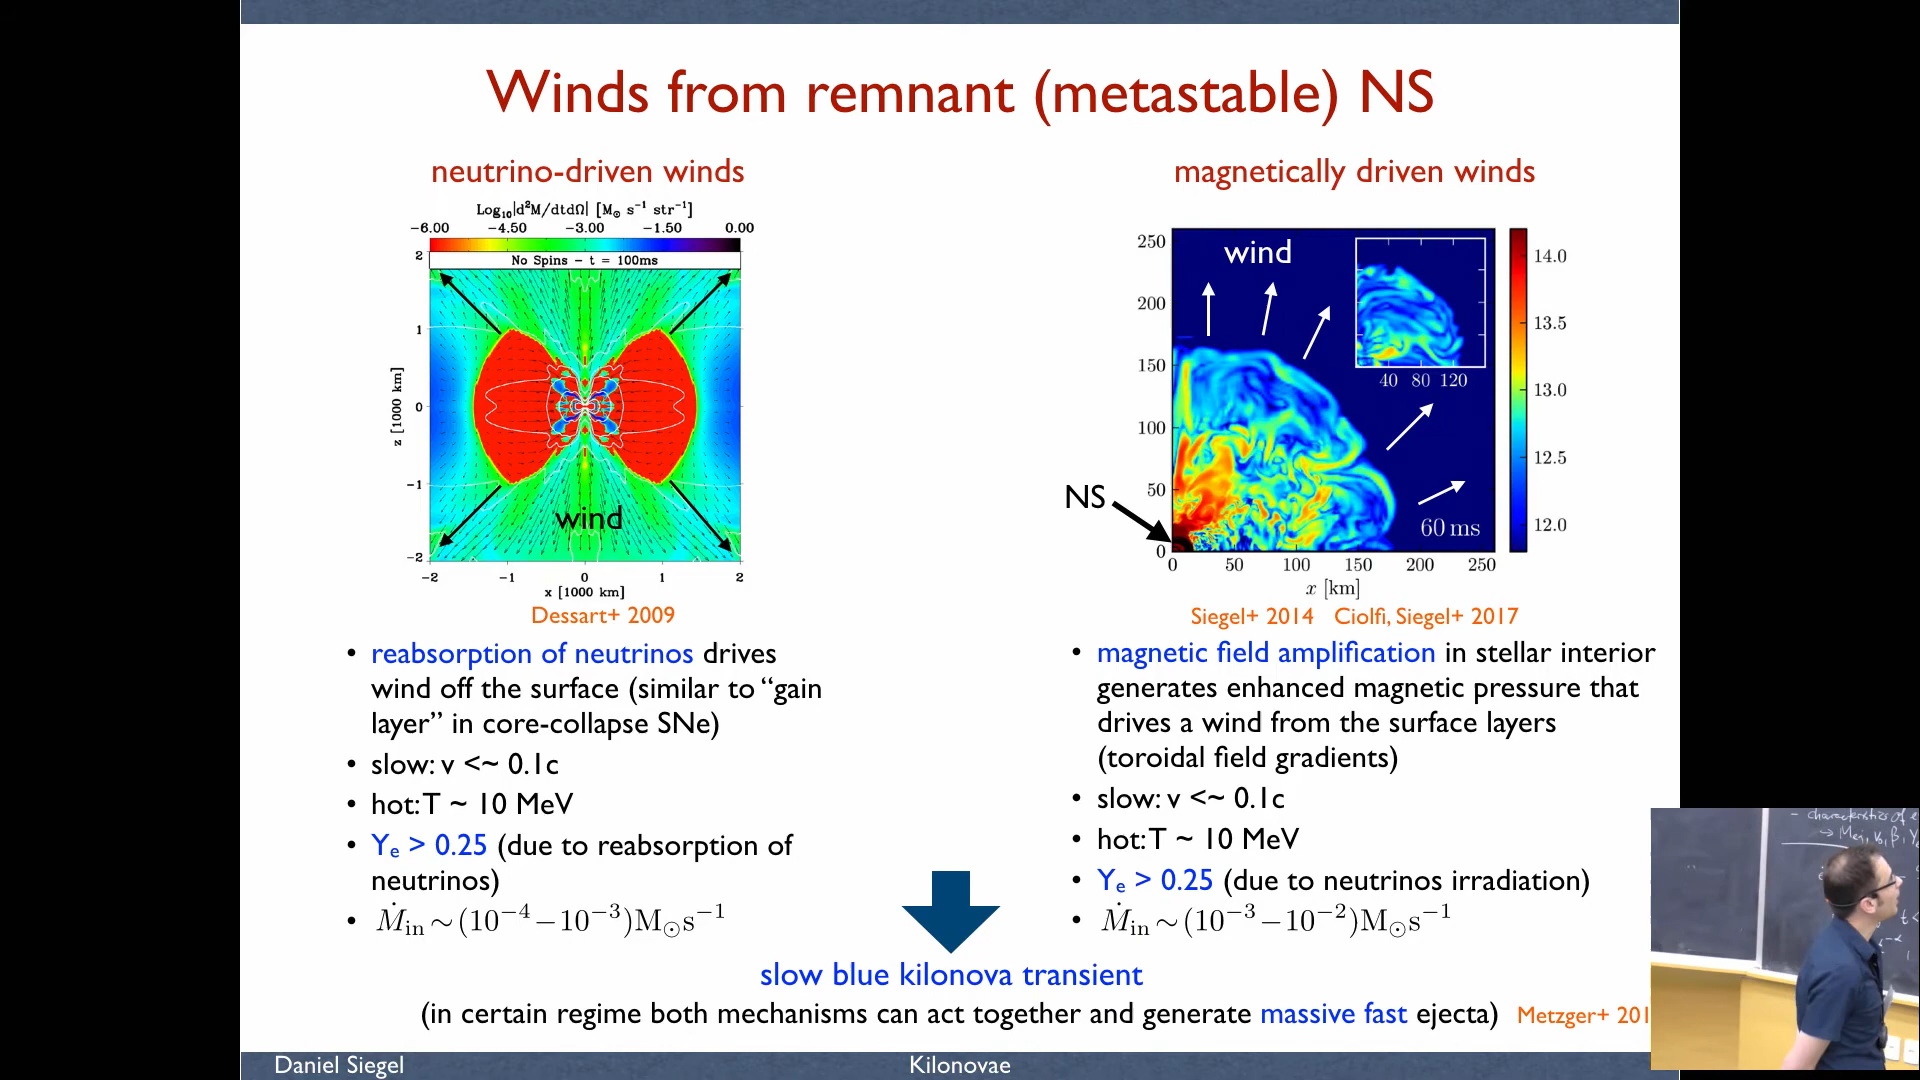 Winds from remnant (metastable) NS
neutrino-driven winds
Log₁₀|d²M/dtdΩ| [M⊙ s⁻¹ str⁻¹]
−6.00 −4.50 −3.00 −1.50 0.00
No Spins − t = 100ms
2
1
0
−1
−2
z [1000 km]
wind
−2 −1 0 1 2
x [1000 km]
Dessart+ 2009
• reabsorption of neutrinos drives
wind off the surface (similar to “gain
layer” in core-collapse SNe)
• slow: v <~ 0.1c
• hot: T ~ 10 MeV
• Yₑ > 0.25 (due to reabsorption of
neutrinos)
• Ṁin ∼ (10⁻⁴ − 10⁻³)M⊙s⁻¹
magnetically driven winds
250
200
150
100
50
0
wind
40 80 120
NS
60 ms
0 50 100 150 200 250
x [km]
14.0
13.5
13.0
12.5
12.0
Siegel+ 2014 Ciolfi, Siegel+ 2017
• magnetic field amplification in stellar interior
generates enhanced magnetic pressure that
drives a wind from the surface layers
(toroidal field gradients)
• slow: v <~ 0.1c
• hot: T ~ 10 MeV
• Yₑ > 0.25 (due to neutrinos irradiation)
• Ṁin ∼ (10⁻³ − 10⁻²)M⊙s⁻¹
slow blue kilonova transient
(in certain regime both mechanisms can act together and generate massive fast ejecta) Metzger+ 201
Daniel Siegel
Kilonovae
- characteristics of e